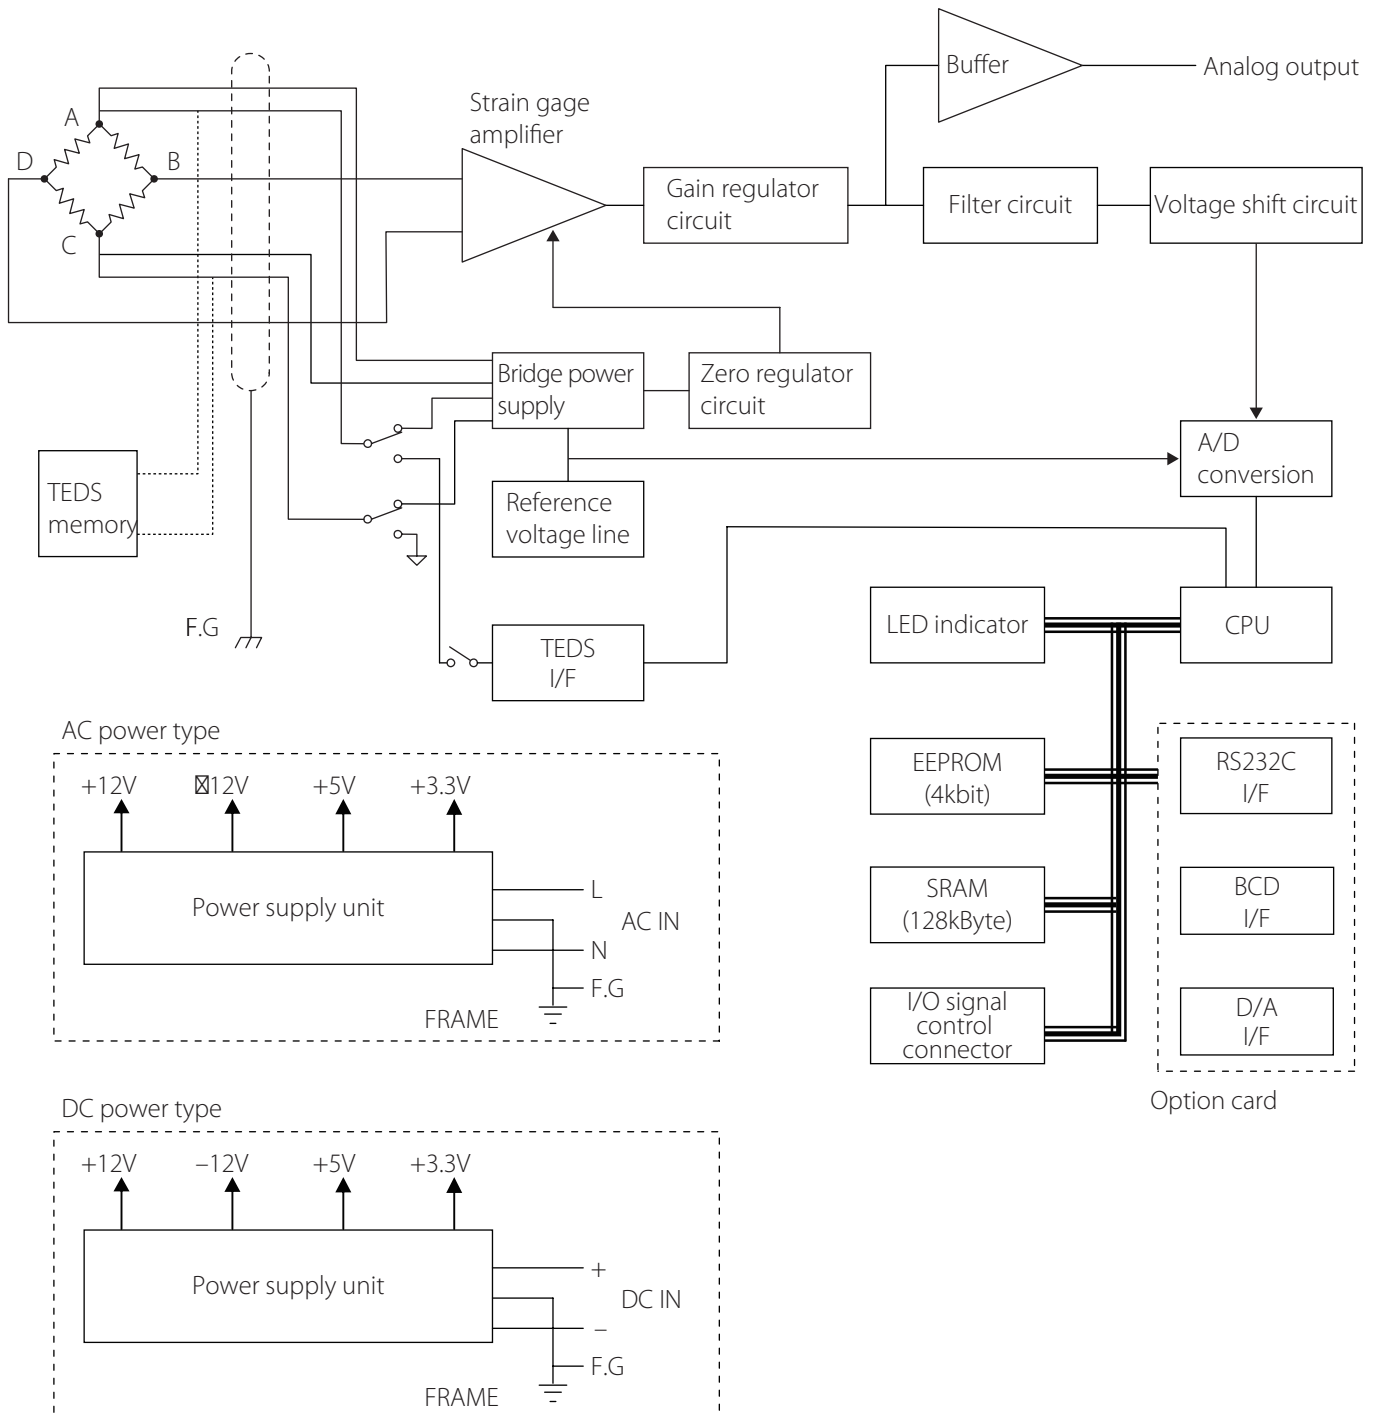 Buffer
Analog output
Strain gage
amplifier
A
D
B
C
Gain regulator
circuit
Filter circuit
Voltage shift circuit
Bridge power
supply
Zero regulator
circuit
A/D
conversion
TEDS
memory
Reference
voltage line
F.G
TEDS
I/F
LED indicator
CPU
AC power type
+12V
12V
+5V
+3.3V
Power supply unit
L
AC IN
N
F.G
FRAME
EEPROM
(4kbit)
RS232C
I/F
SRAM
(128kByte)
BCD
I/F
I/O signal
control
connector
D/A
I/F
Option card
DC power type
+12V
–12V
+5V
+3.3V
Power supply unit
+
DC IN
–
F.G
FRAME